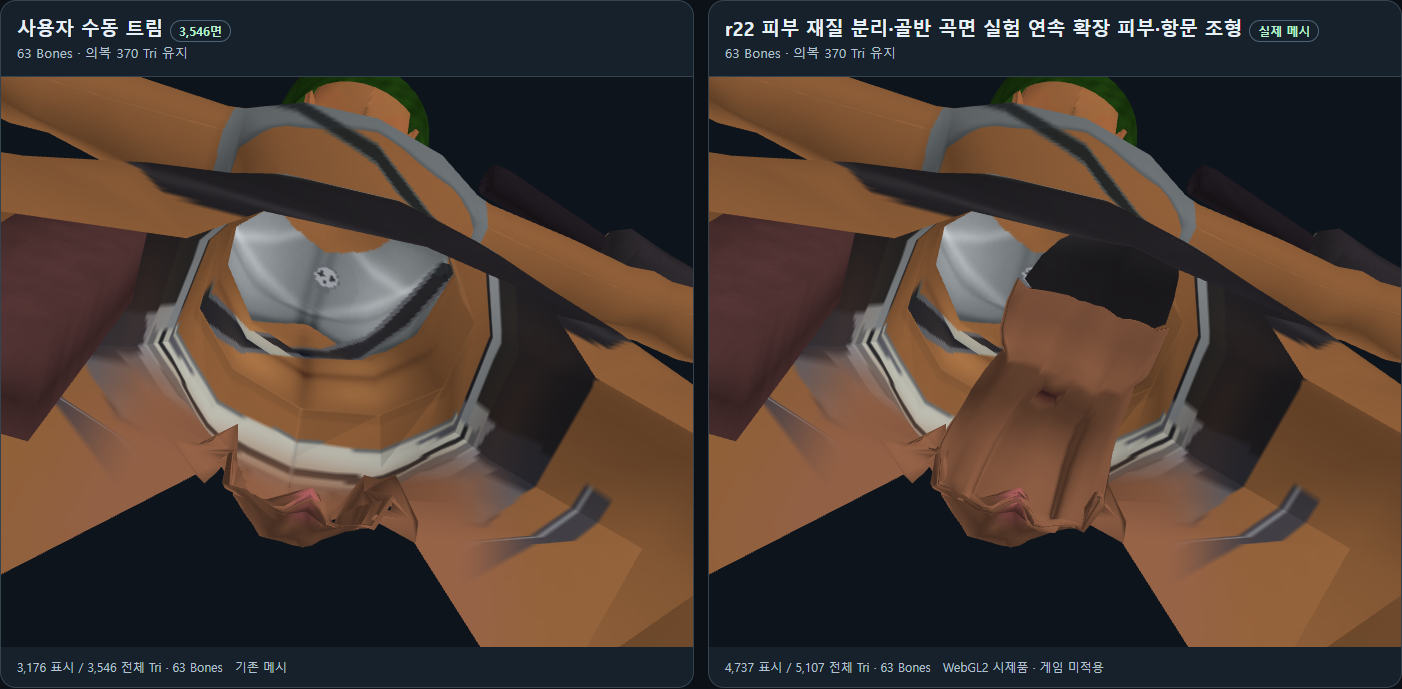 사용자 수동 트림 3,546면
63 Bones · 의복 370 Tri 유지
3,176 표시 / 3,546 전체 Tri · 63 Bones 기존 메시
r22 피부 재질 분리·골반 곡면 실험 연속 확장 피부·항문 조형 실제 메시
63 Bones · 의복 370 Tri 유지
4,737 표시 / 5,107 전체 Tri · 63 Bones WebGL2 시제품 · 게임 미적용